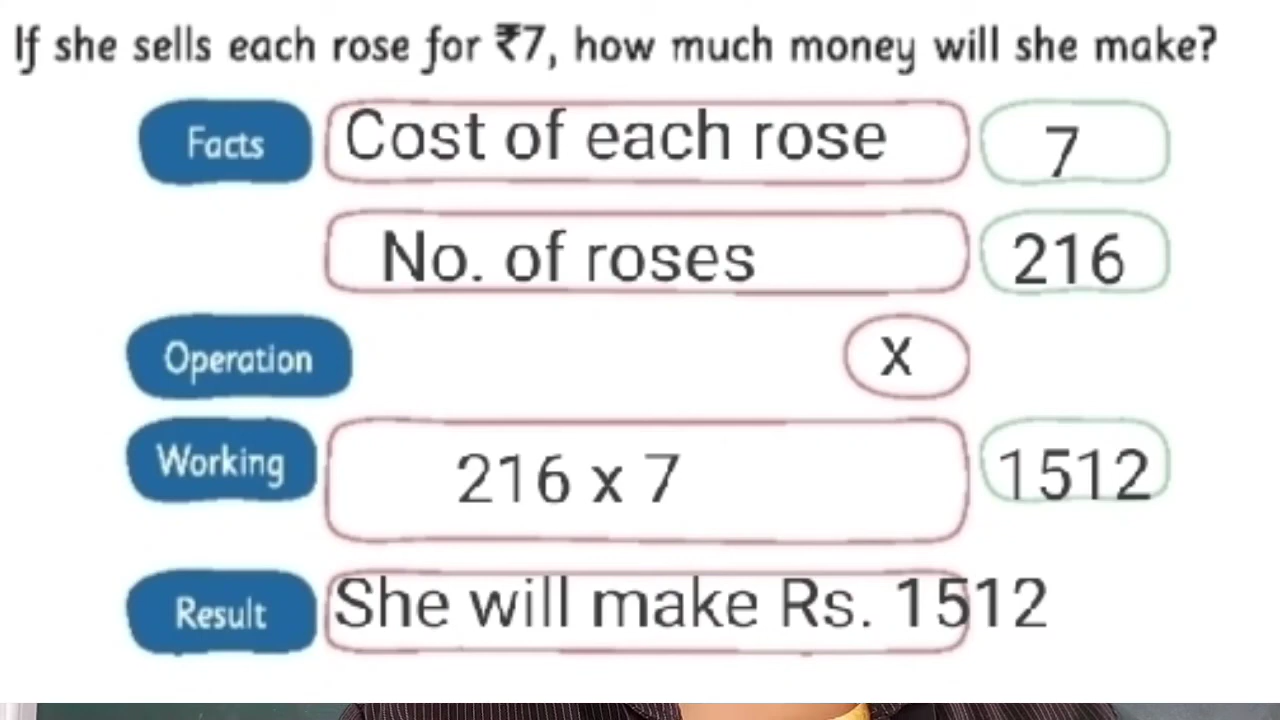 If she sells each rose for ₹7, how much money will she make?
Facts Cost of each rose 7
No. of roses 216
Operation x
Working 216 x 7 1512
Result She will make Rs. 1512